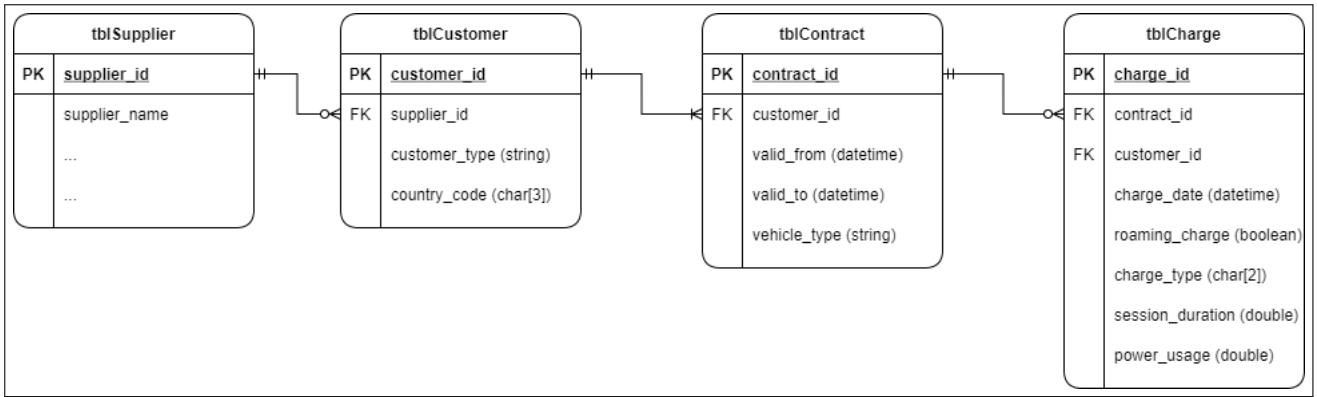 tblSupplier
PK supplier_id
supplier_name
...
...
tblCustomer
PK customer_id
FK supplier_id
customer_type (string)
country_code (char[3])
tblContract
PK contract_id
FK customer_id
valid_from (datetime)
valid_to (datetime)
vehicle_type (string)
tblCharge
PK charge_id
FK contract_id
FK customer_id
charge_date (datetime)
roaming_charge (boolean)
charge_type (char[2])
session_duration (double)
power_usage (double)